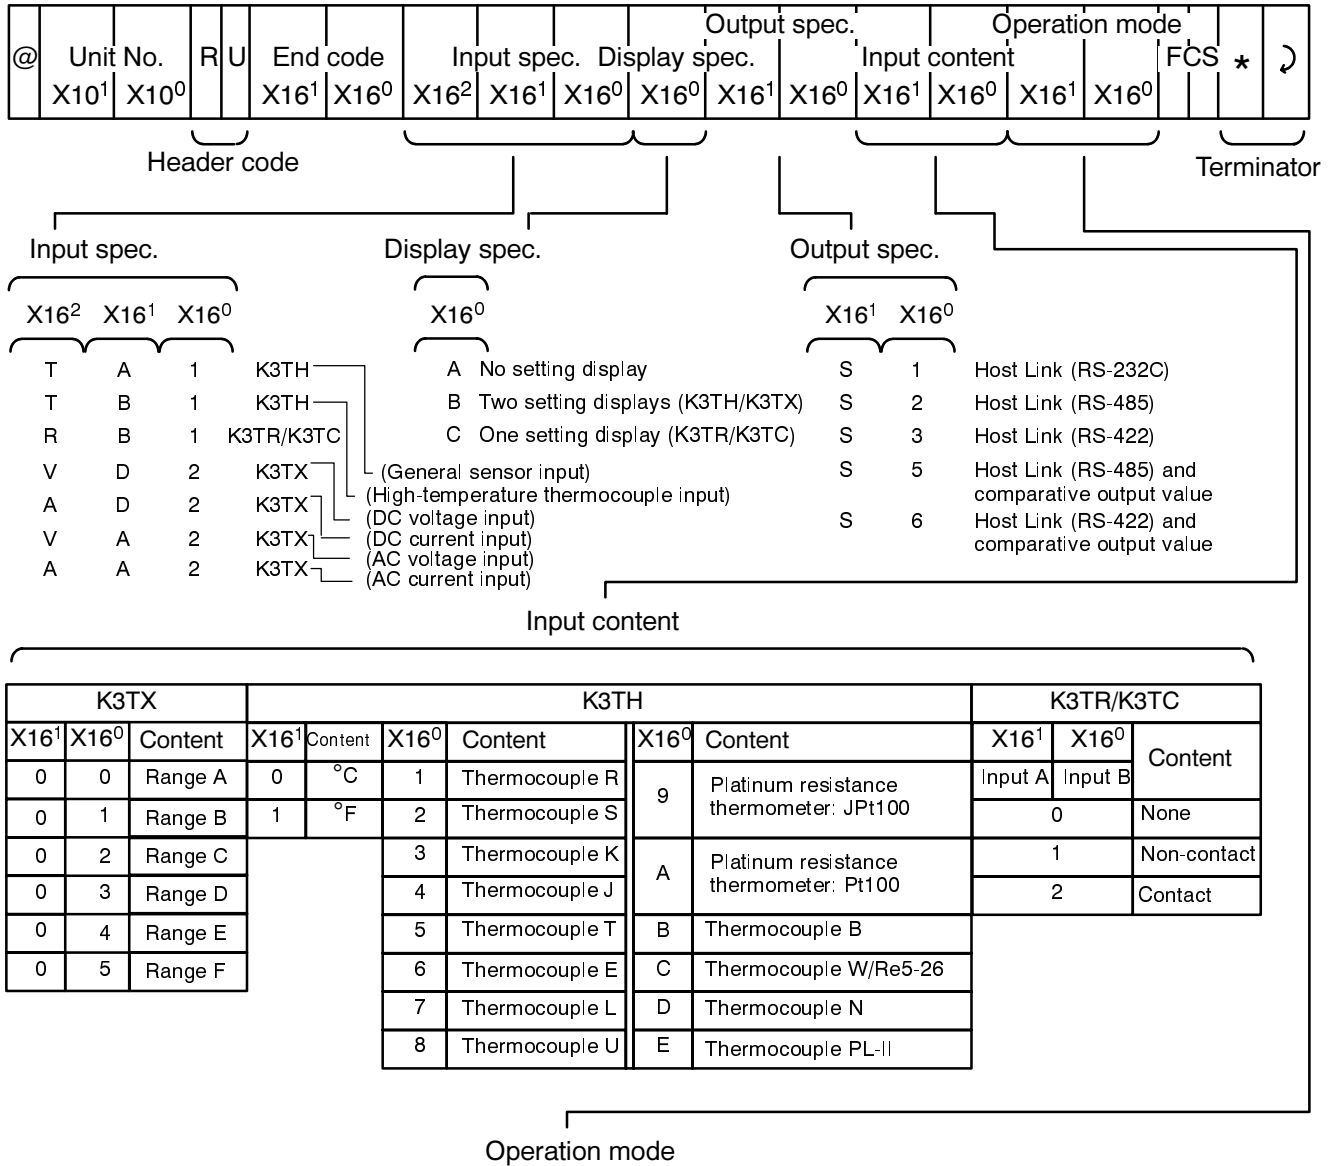 Output spec. Operation mode
@ Unit No. R U End code Input spec. Display spec. Input content FCS * ⤸
X10¹ X10⁰ X16¹ X16⁰ X16² X16¹ X16⁰ X16⁰ X16¹ X16⁰ X16¹ X16⁰ X16¹ X16⁰
Header code Terminator
Input spec. Display spec. Output spec.
X16² X16¹ X16⁰ X16⁰ X16¹ X16⁰
T A 1 K3TH A No setting display S 1 Host Link (RS-232C)
T B 1 K3TH B Two setting displays (K3TH/K3TX) S 2 Host Link (RS-485)
R B 1 K3TR/K3TC C One setting display (K3TR/K3TC) S 3 Host Link (RS-422)
V D 2 K3TX (General sensor input) S 5 Host Link (RS-485) and
(High-temperature thermocouple input) comparative output value
A D 2 K3TX (DC voltage input) S 6 Host Link (RS-422) and
V A 2 K3TX (DC current input) comparative output value
(AC voltage input)
A A 2 K3TX (AC current input)
Input content
K3TX K3TH K3TR/K3TC
X16¹ X16⁰ Content X16¹ Content X16⁰ Content X16⁰ Content X16¹ X16⁰ Content
0 0 Range A 0 °C 1 Thermocouple R 9 Platinum resistance Input A Input B
thermometer: JPt100
0 1 Range B 1 °F 2 Thermocouple S 0 None
0 2 Range C 3 Thermocouple K A Platinum resistance 1 Non-contact
thermometer: Pt100
0 3 Range D 4 Thermocouple J 2 Contact
0 4 Range E 5 Thermocouple T B Thermocouple B
0 5 Range F 6 Thermocouple E C Thermocouple W/Re5-26
7 Thermocouple L D Thermocouple N
8 Thermocouple U E Thermocouple PL-II
Operation mode